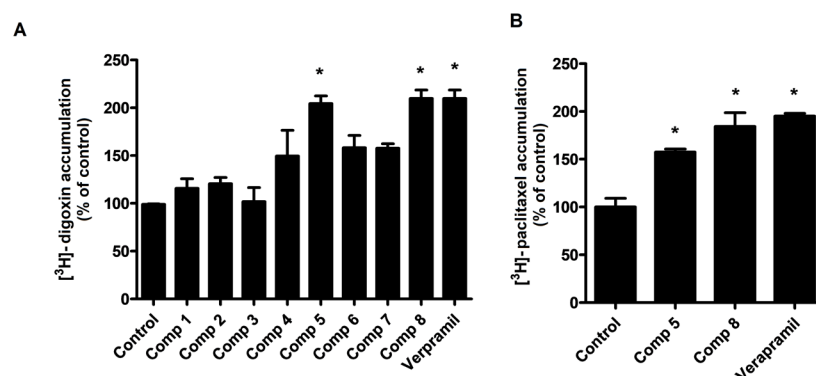 A
[³H]-digoxin accumulation
(% of control)
250
200
150
100
50
0
*
*
*
Control
Comp 1
Comp 2
Comp 3
Comp 4
Comp 5
Comp 6
Comp 7
Comp 8
Verpramil
B
[³H]-paclitaxel accumulation
(% of control)
250
200
150
100
50
0
*
*
*
Control
Comp 5
Comp 8
Verapramil